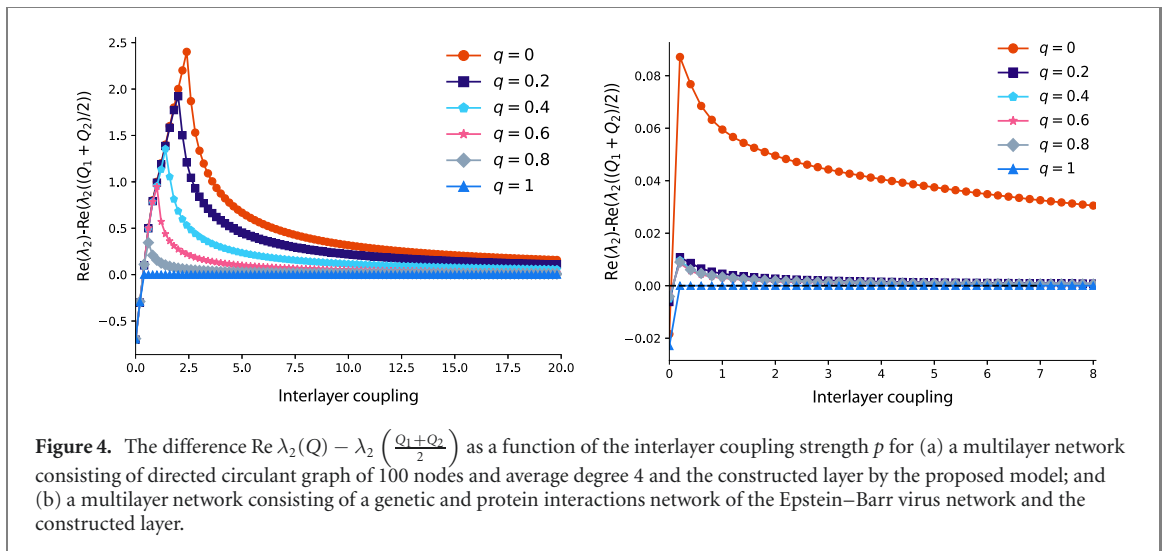 2.5
2.0
1.5
1.0
0.5
0.0
−0.5
Re(λ₂)-Re(λ₂((Q₁ + Q₂)/2))
0.0 2.5 5.0 7.5 10.0 12.5 15.0 17.5 20.0
Interlayer coupling
q = 0
q = 0.2
q = 0.4
q = 0.6
q = 0.8
q = 1
0.08
0.06
0.04
0.02
0.00
−0.02
Re(λ₂)-Re(λ₂((Q₁ + Q₂)/2))
0 1 2 3 4 5 6 7 8
Interlayer coupling
q = 0
q = 0.2
q = 0.4
q = 0.6
q = 0.8
q = 1
Figure 4. The difference Re λ₂(Q) − λ₂ ((Q₁+Q₂)/2) as a function of the interlayer coupling strength p for (a) a multilayer network
consisting of directed circulant graph of 100 nodes and average degree 4 and the constructed layer by the proposed model; and
(b) a multilayer network consisting of a genetic and protein interactions network of the Epstein–Barr virus network and the
constructed layer.